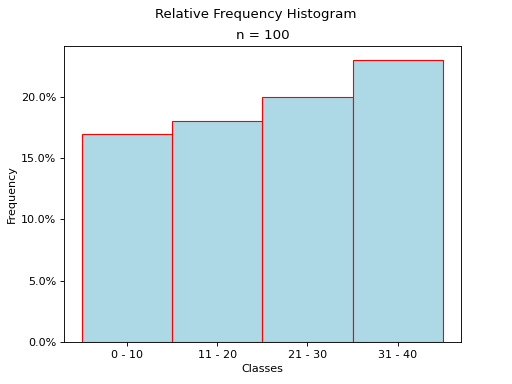 Relative Frequency Histogram
n = 100
20.0%
15.0%
10.0%
5.0%
0.0%
Frequency
0 - 10 11 - 20 21 - 30 31 - 40
Classes